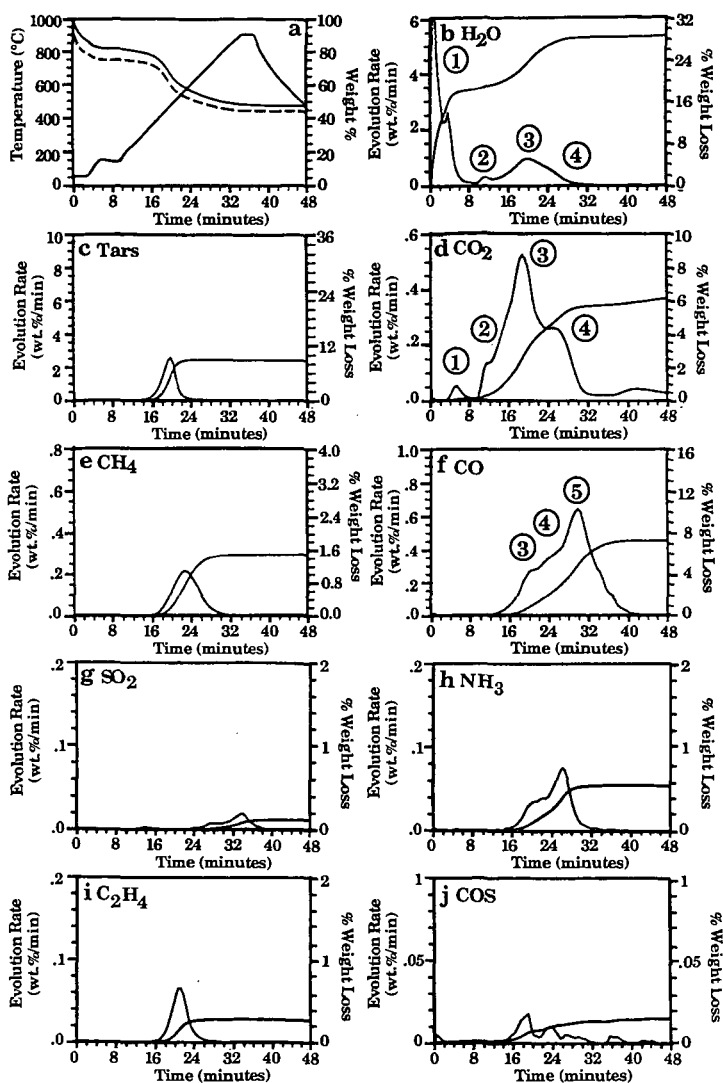 a
Temperature (°C)
1000
800
600
400
200
0
100
80
60
40
20
0
Weight %
0 8 16 24 32 40 48
Time (minutes)
b H₂O
Evolution Rate
(wt.%/min)
6
4
2
0
32
24
18
9
0
% Weight Loss
① ② ③ ④
0 8 16 24 32 40 48
Time (minutes)
c Tars
Evolution Rate
(wt.%/min)
10
8
6
4
2
0
36
24
12
0
% Weight Loss
0 8 16 24 32 40 48
Time (minutes)
d CO₂
Evolution Rate
(wt.%/min)
.6
.4
.2
.0
10
8
6
4
2
0
% Weight Loss
① ② ③ ④
0 8 16 24 32 40 48
Time (minutes)
e CH₄
Evolution Rate
(wt.%/min)
.8
.6
.4
.2
.0
4.0
3.2
2.4
1.6
1.2
0.0
% Weight Loss
0 8 16 24 32 40 48
Time (minutes)
f CO
Evolution Rate
(wt.%/min)
1.0
.8
.6
.4
.2
.0
16
12
8
4
0
% Weight Loss
③ ④ ⑤
0 8 16 24 32 40 48
Time (minutes)
g SO₂
Evolution Rate
(wt.%/min)
.2
.1
.0
2
1
0
% Weight Loss
0 8 16 24 32 40 48
Time (minutes)
h NH₃
Evolution Rate
(wt.%/min)
.2
.1
.0
2
1
0
% Weight Loss
0 8 16 24 32 40 48
Time (minutes)
i C₂H₄
Evolution Rate
(wt.%/min)
.2
.1
.0
2
1
0
% Weight Loss
0 8 16 24 32 40 48
Time (minutes)
j COS
Evolution Rate
(wt.%/min)
.1
.05
0
1
.05
0
% Weight Loss
0 8 16 24 32 40 48
Time (minutes)